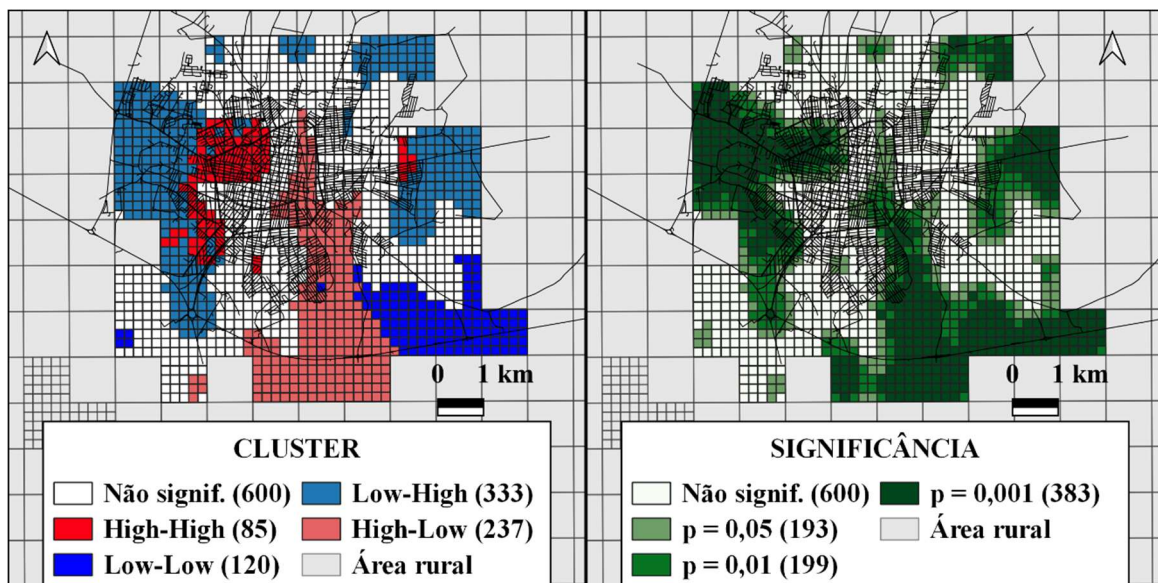 0 1 km
CLUSTER
Não signif. (600)
Low-High (333)
High-High (85)
High-Low (237)
Low-Low (120)
Área rural
0 1 km
SIGNIFICÂNCIA
Não signif. (600)
p = 0,001 (383)
p = 0,05 (193)
Área rural
p = 0,01 (199)